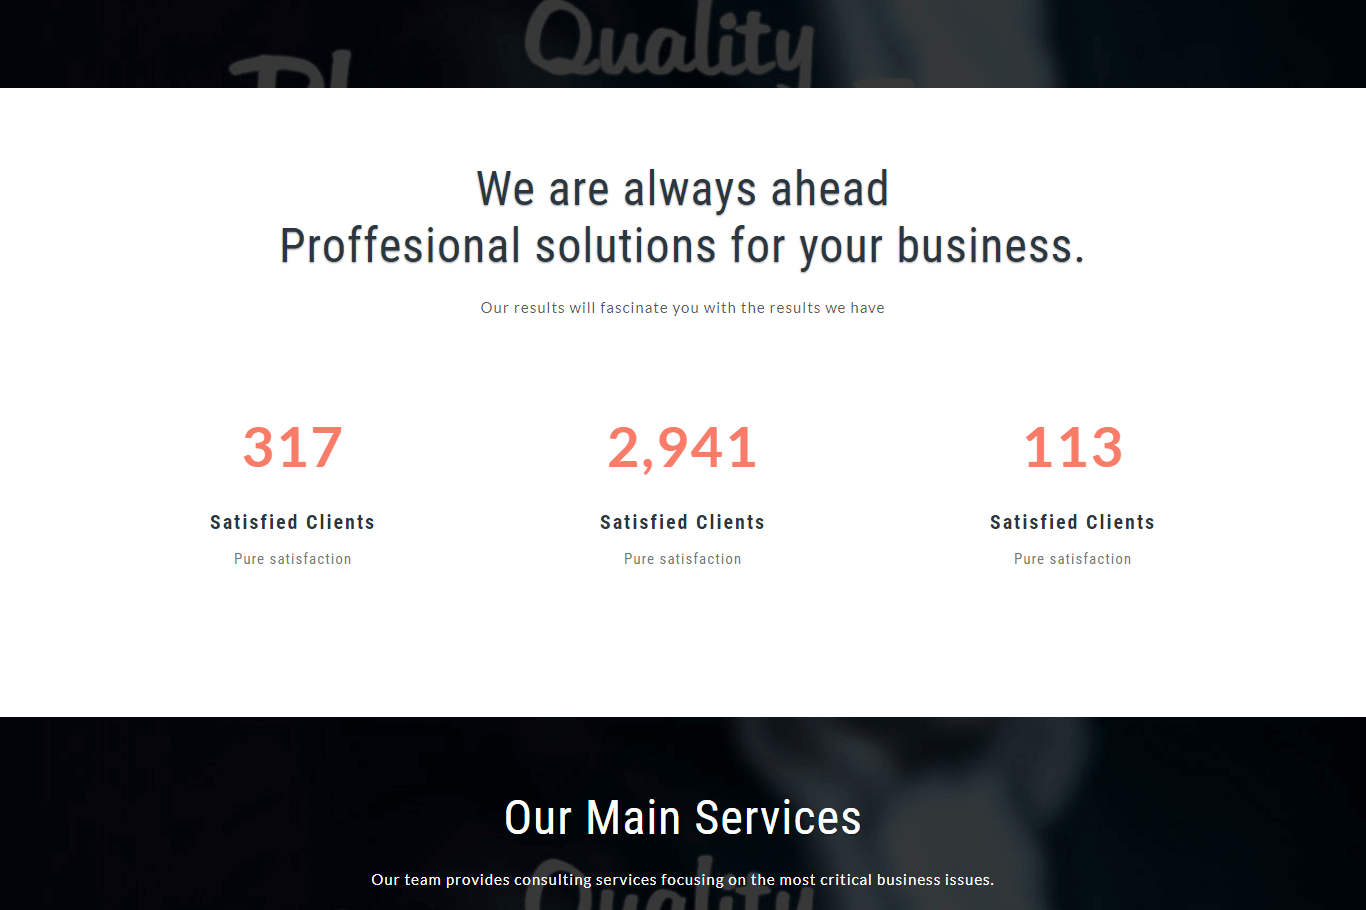 Quality
We are always ahead
Proffesional solutions for your business.
Our results will fascinate you with the results we have
317
2,941
113
Satisfied Clients
Satisfied Clients
Satisfied Clients
Pure satisfaction
Pure satisfaction
Pure satisfaction
Our Main Services
Our team provides consulting services focusing on the most critical business issues.
Quality